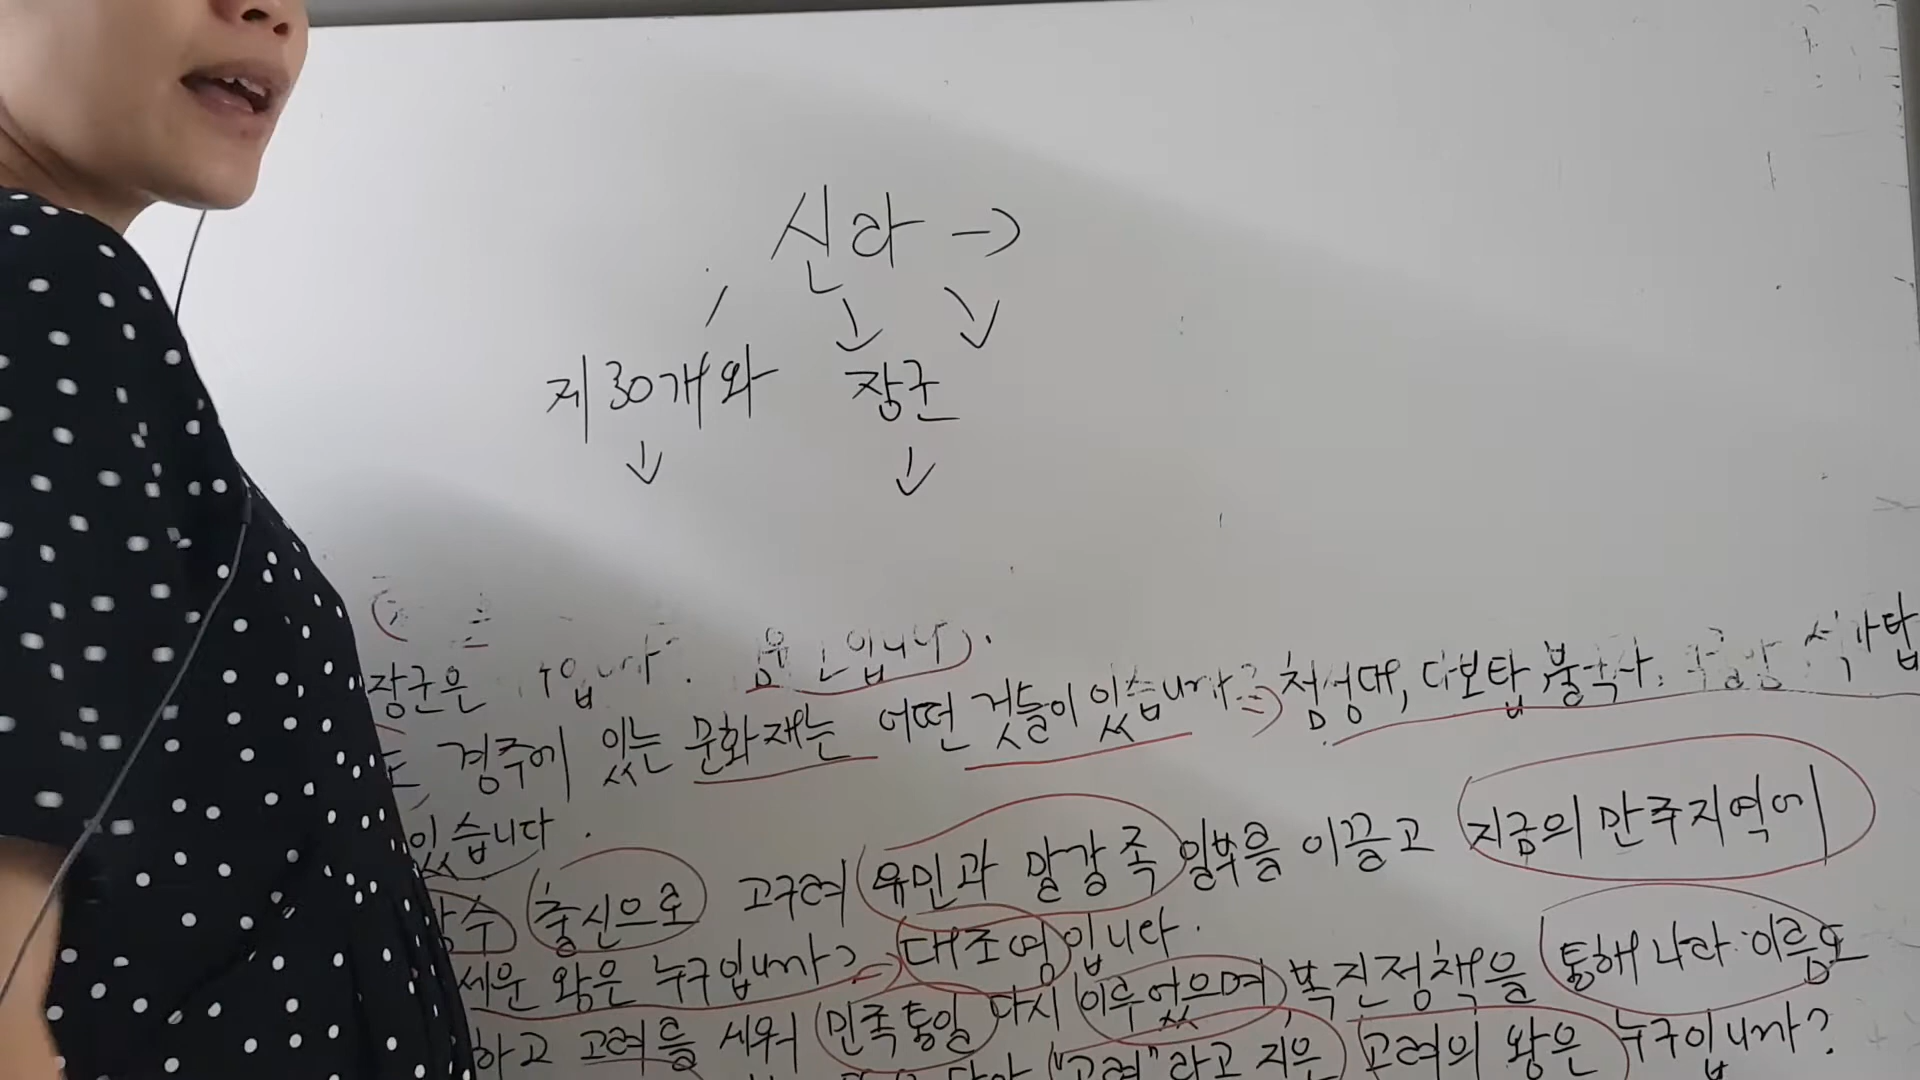 신라 →
제30개와 장군
장군은 입니다.
경주에 있는 문화재는 어떤 것들이 있습니까? => 첨성대, 다보탑 불국사, 석가탑
있습니다.
출신으로 고구려 유민과 말갈족 일부를 이끌고 지금의 만주지역에
세운 왕은 누구입니까? → 대조영입니다.
하고 고려를 세워 민족통일 다시 이루었으며, 북진정책을 통해 나라 이름도
"고려"라고 지은 고려의 왕은 누구입니까?